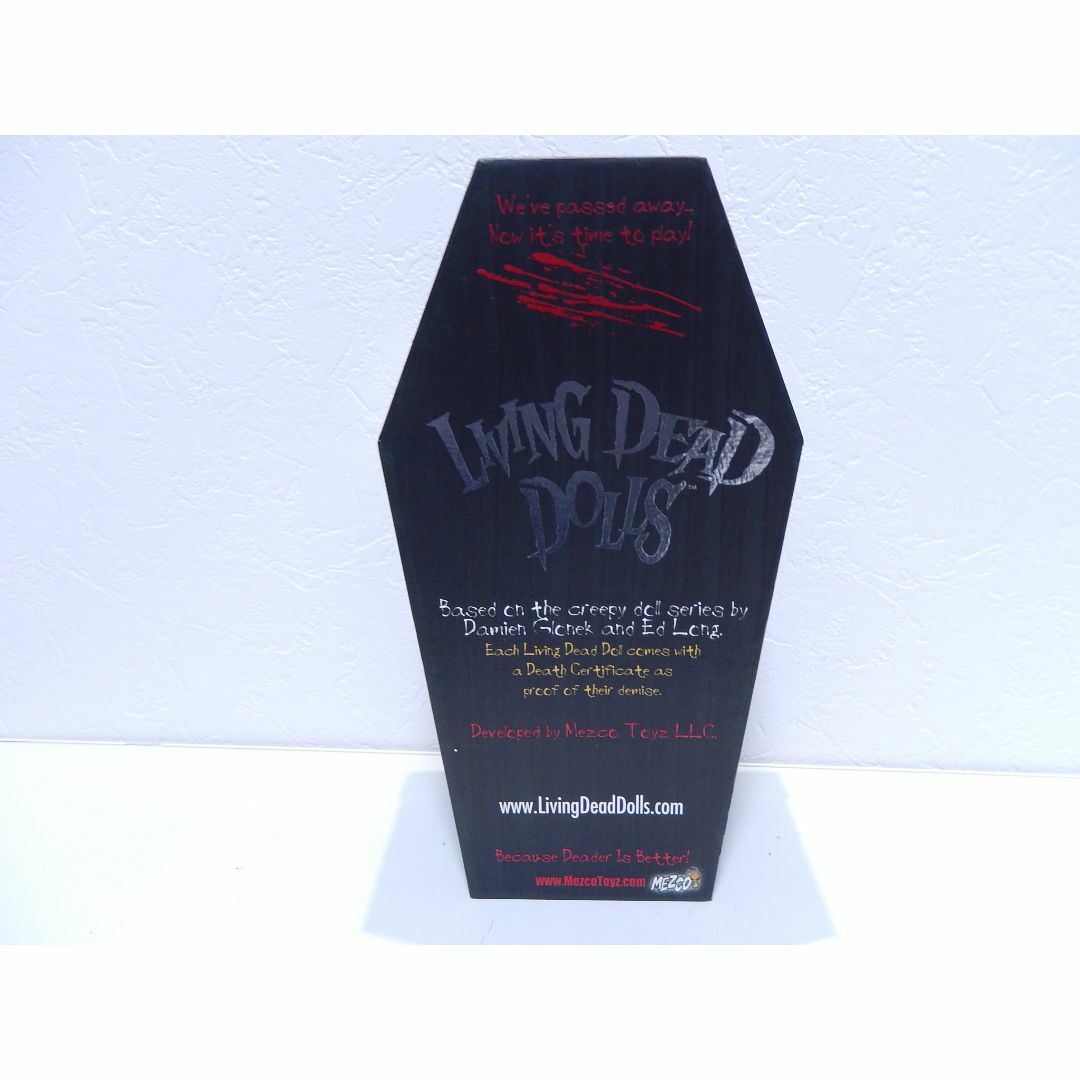 We've passed away...
Now it's time to play!
LIVING DEAD
DOLLS™
Based on the creepy doll series by
Damien Glonek and Ed Long.
Each Living Dead Doll comes with
a Death Certificate as
proof of their demise.
Developed by Mezco Toyz LLC.
www.LivingDeadDolls.com
Because Deader Is Better!
www.MezcoToyz.com MEZCO